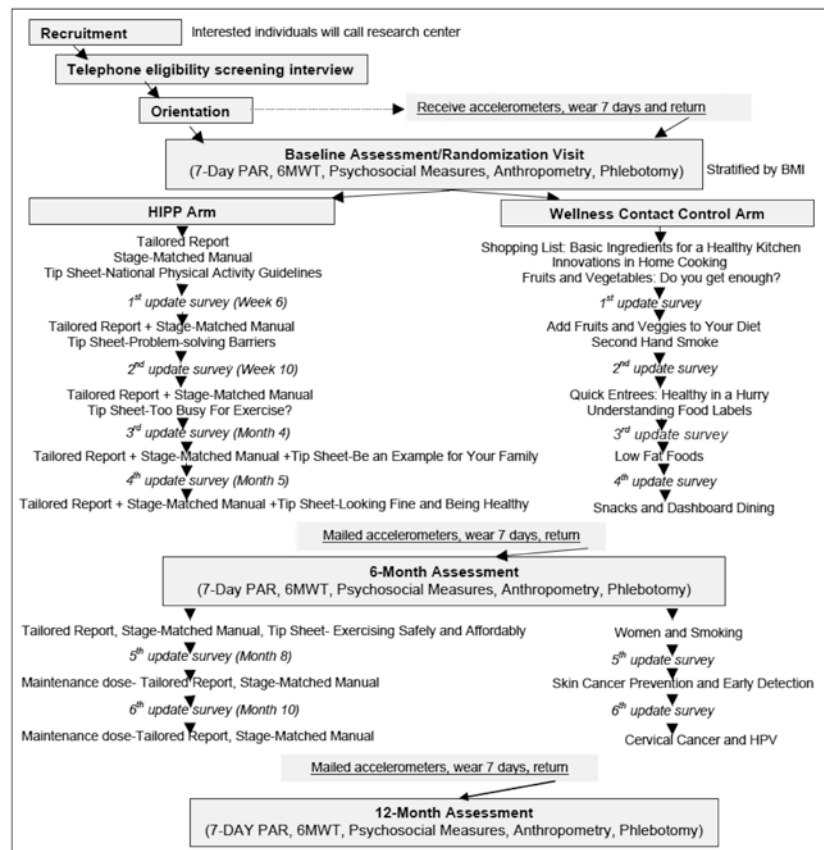 Recruitment
Interested individuals will call research center
Telephone eligibility screening interview
Orientation
Receive accelerometers, wear 7 days and return
Baseline Assessment/Randomization Visit
(7-Day PAR, 6MWT, Psychosocial Measures, Anthropometry, Phlebotomy)
Stratified by BMI
HIPP Arm
Tailored Report
Stage-Matched Manual
Tip Sheet-National Physical Activity Guidelines
1st update survey (Week 6)
Tailored Report + Stage-Matched Manual
Tip Sheet-Problem-solving Barriers
2nd update survey (Week 10)
Tailored Report + Stage-Matched Manual
Tip Sheet-Too Busy For Exercise?
3rd update survey (Month 4)
Tailored Report + Stage-Matched Manual +Tip Sheet-Be an Example for Your Family
4th update survey (Month 5)
Tailored Report + Stage-Matched Manual +Tip Sheet-Looking Fine and Being Healthy
Wellness Contact Control Arm
Shopping List: Basic Ingredients for a Healthy Kitchen
Innovations in Home Cooking
Fruits and Vegetables: Do you get enough?
1st update survey
Add Fruits and Veggies to Your Diet
Second Hand Smoke
2nd update survey
Quick Entrees: Healthy in a Hurry
Understanding Food Labels
3rd update survey
Low Fat Foods
4th update survey
Snacks and Dashboard Dining
Mailed accelerometers, wear 7 days, return
6-Month Assessment
(7-Day PAR, 6MWT, Psychosocial Measures, Anthropometry, Phlebotomy)
Tailored Report, Stage-Matched Manual, Tip Sheet- Exercising Safely and Affordably
5th update survey (Month 8)
Maintenance dose- Tailored Report, Stage-Matched Manual
6th update survey (Month 10)
Maintenance dose-Tailored Report, Stage-Matched Manual
Women and Smoking
5th update survey
Skin Cancer Prevention and Early Detection
6th update survey
Cervical Cancer and HPV
Mailed accelerometers, wear 7 days, return
12-Month Assessment
(7-DAY PAR, 6MWT, Psychosocial Measures, Anthropometry, Phlebotomy)